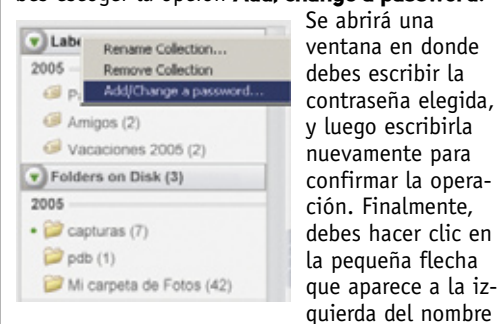 bes escoger la opción Add/change a password.
Labe
Rename Collection...
Remove Collection
2005
Add/Change a password...
Amigos (2)
Vacaciones 2005 (2)
Folders on Disk (3)
2005
capturas (7)
pdb (1)
Mi carpeta de Fotos (42)
Se abrirá una
ventana en donde
debes escribir la
contraseña elegida,
y luego escribirla
nuevamente para
confirmar la opera-
ción. Finalmente,
debes hacer clic en
la pequeña flecha
que aparece a la iz-
quierda del nombre